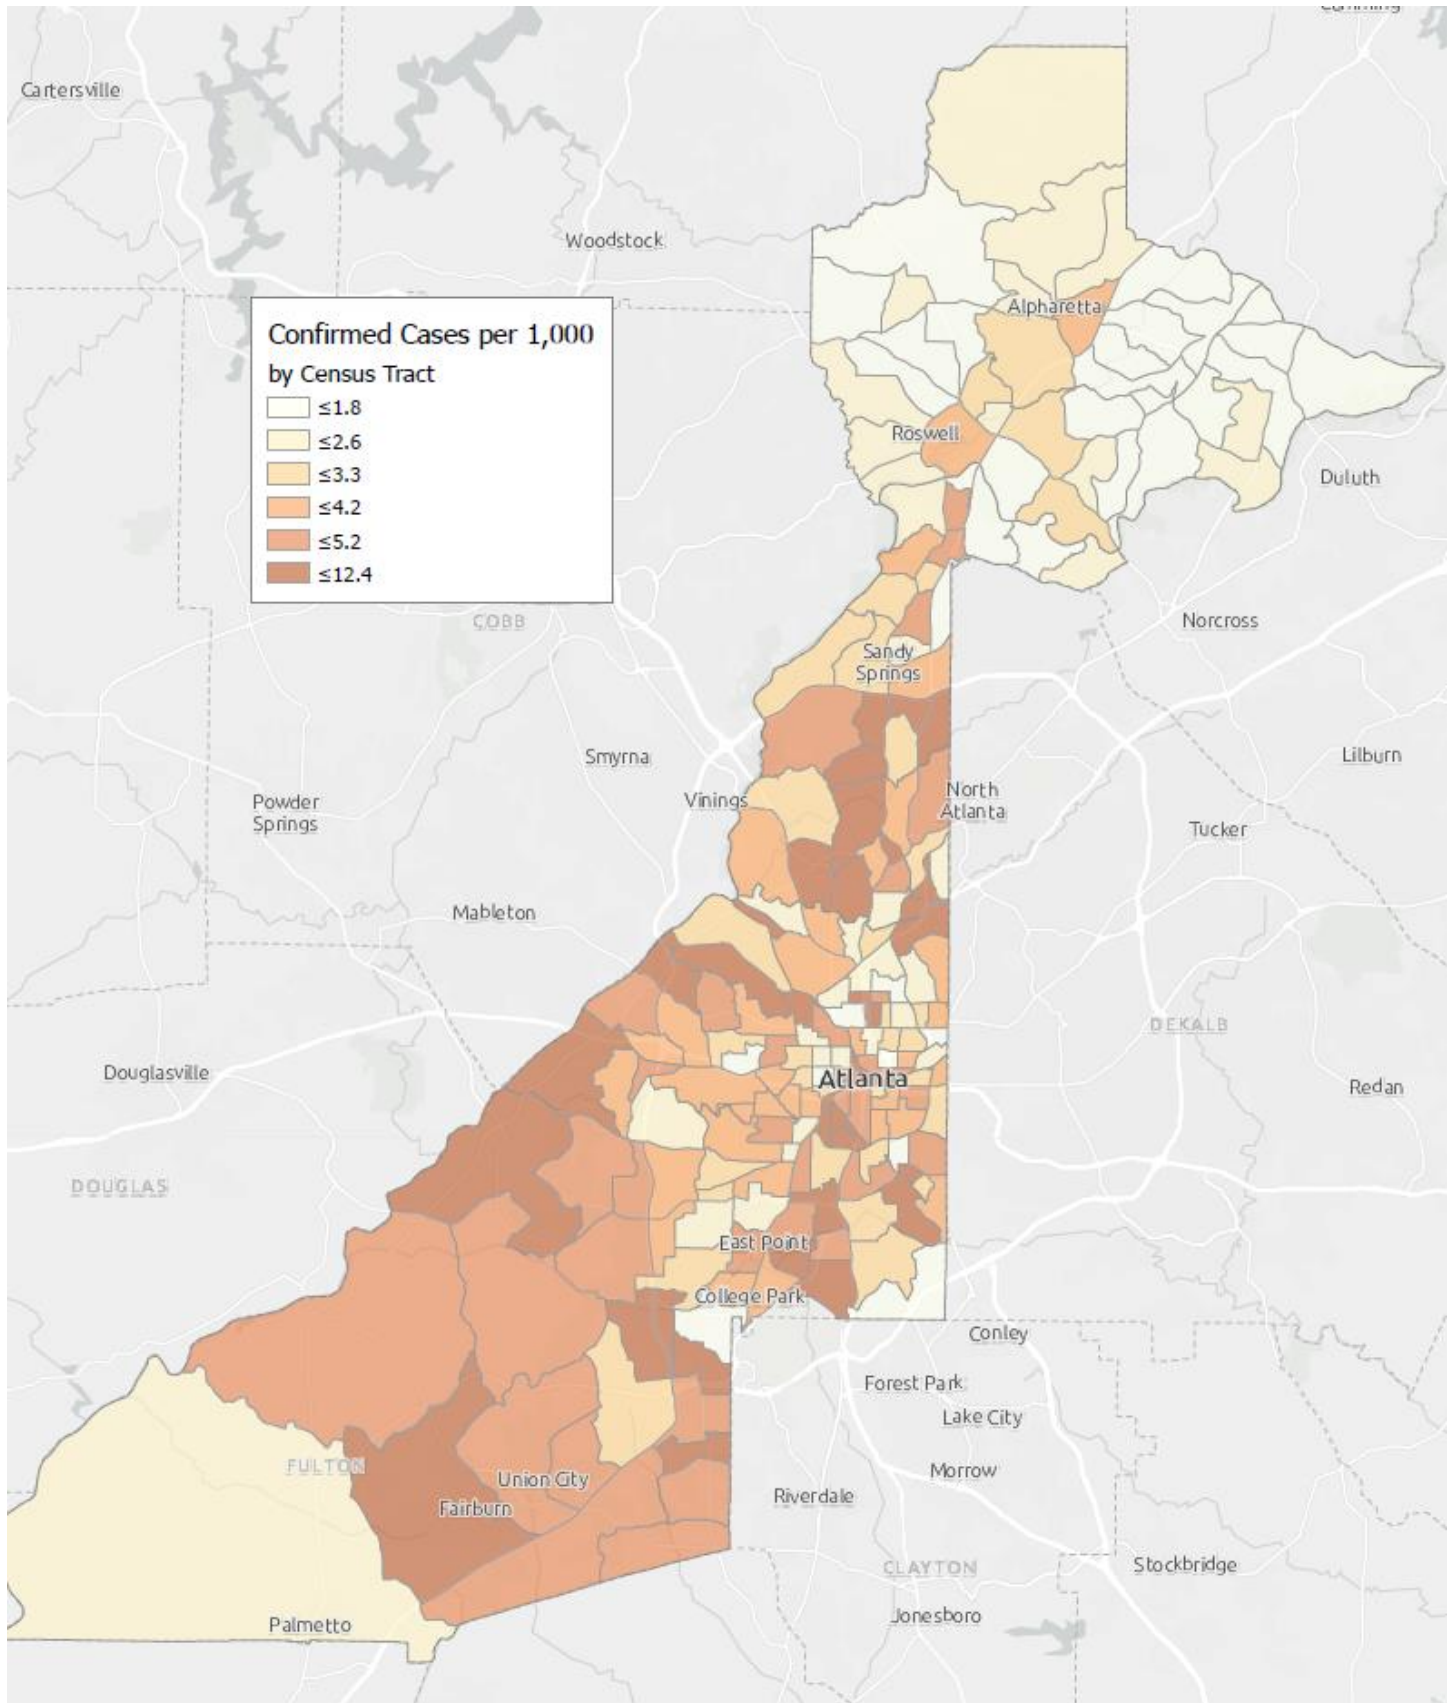 Cartersville
Woodstock
Confirmed Cases per 1,000
by Census Tract
≤1.8
≤2.6
≤3.3
≤4.2
≤5.2
≤12.4
Alpharetta
Roswell
Duluth
COBB
Norcross
Sandy
Springs
Smyrna
Lilburn
Vinings
North
Atlanta
Powder
Springs
Tucker
Mableton
DEKALB
Douglasville
Atlanta
Redan
DOUGLAS
East Point
College Park
Conley
Forest Park
Lake City
FULTON
Union City
Morrow
Riverdale
Fairburn
CLAYTON
Stockbridge
Palmetto
Jonesboro